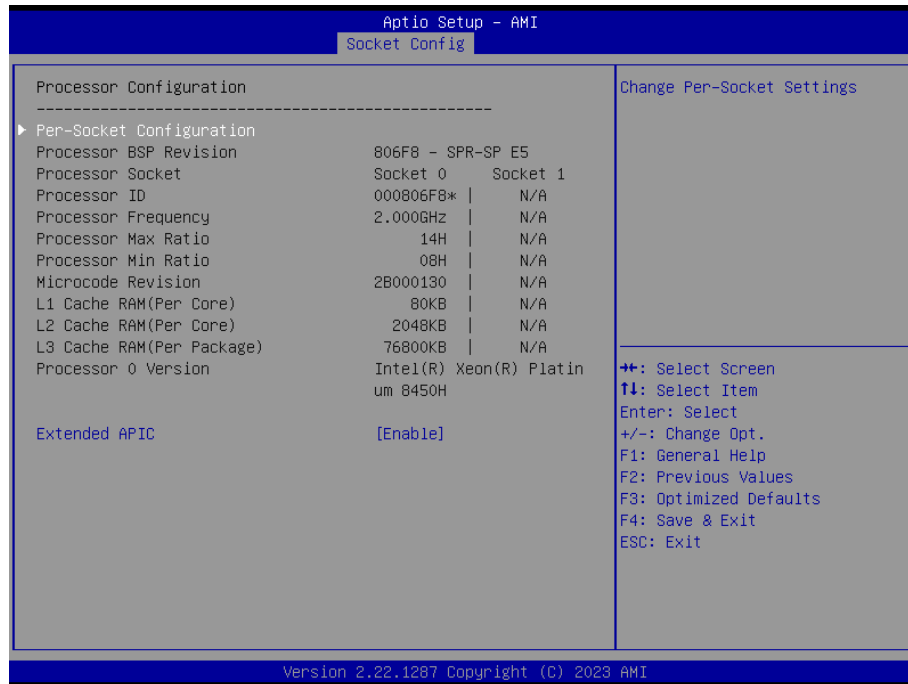 Aptio Setup – AMI
Socket Config
Processor Configuration
--------------------------------------------------
Per-Socket Configuration
Processor BSP Revision 806F8 - SPR-SP E5
Processor Socket Socket 0 Socket 1
Processor ID 000806F8* | N/A
Processor Frequency 2.000GHz | N/A
Processor Max Ratio 14H | N/A
Processor Min Ratio 08H | N/A
Microcode Revision 2B000130 | N/A
L1 Cache RAM(Per Core) 80KB | N/A
L2 Cache RAM(Per Core) 2048KB | N/A
L3 Cache RAM(Per Package) 76800KB | N/A
Processor 0 Version Intel(R) Xeon(R) Platin
um 8450H
Extended APIC [Enable]
Change Per-Socket Settings
→←: Select Screen
↑↓: Select Item
Enter: Select
+/-: Change Opt.
F1: General Help
F2: Previous Values
F3: Optimized Defaults
F4: Save & Exit
ESC: Exit
Version 2.22.1287 Copyright (C) 2023 AMI